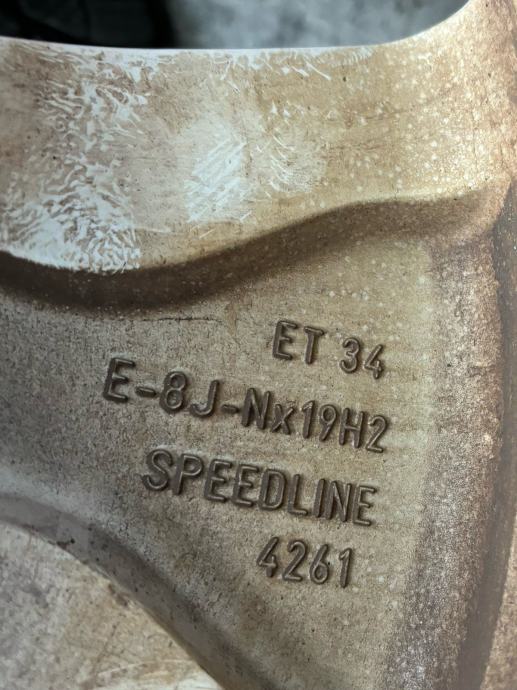 ET 34
E-8J-Nx19H2
SPEEDLINE
4261